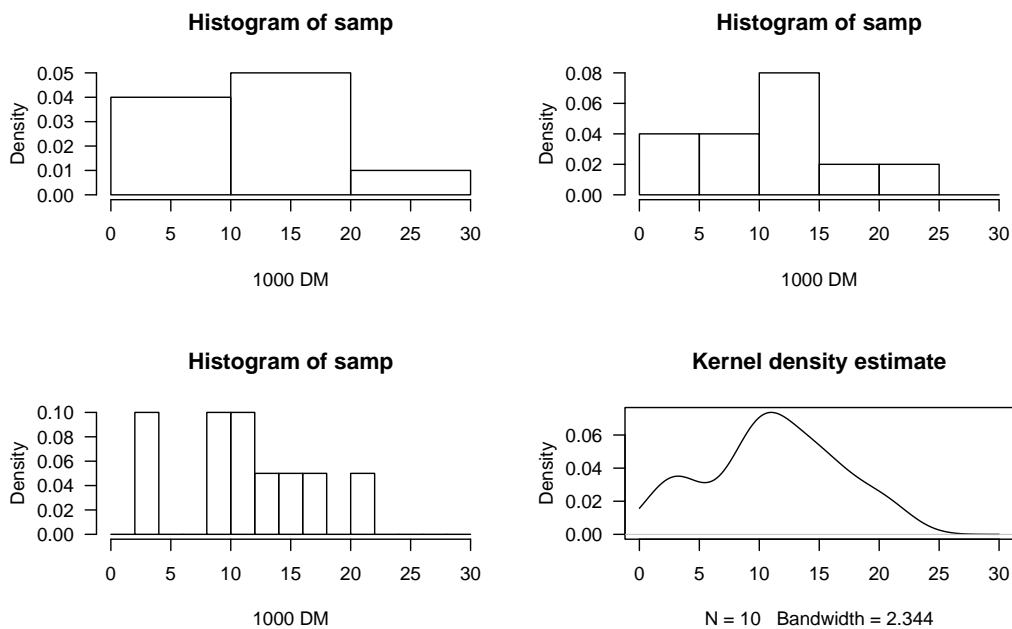 Histogram of samp
Density
0.05
0.04
0.03
0.02
0.01
0.00
0 5 10 15 20 25 30
1000 DM
Histogram of samp
Density
0.08
0.06
0.04
0.02
0.00
0 5 10 15 20 25 30
1000 DM
Histogram of samp
Density
0.10
0.08
0.06
0.04
0.02
0.00
0 5 10 15 20 25 30
1000 DM
Kernel density estimate
Density
0.06
0.04
0.02
0.00
0 5 10 15 20 25 30
N = 10 Bandwidth = 2.344